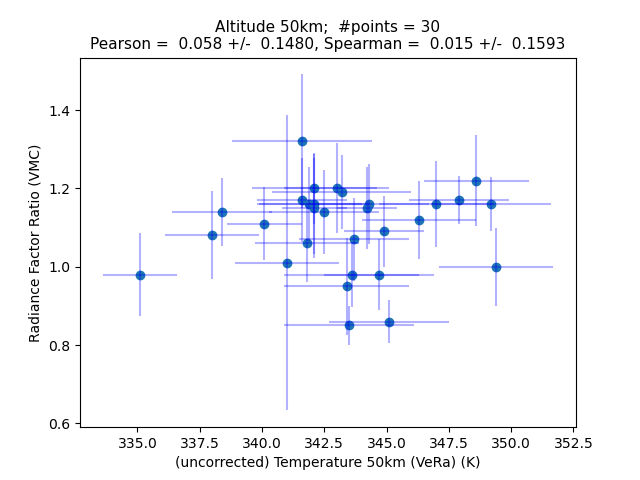 Altitude 50km;  #points = 30
Pearson =  0.058 +/-  0.1480, Spearman =  0.015 +/-  0.1593
1.4
1.2
1.0
0.8
0.6
Radiance Factor Ratio (VMC)
335.0 337.5 340.0 342.5 345.0 347.5 350.0 352.5
(uncorrected) Temperature 50km (VeRa) (K)